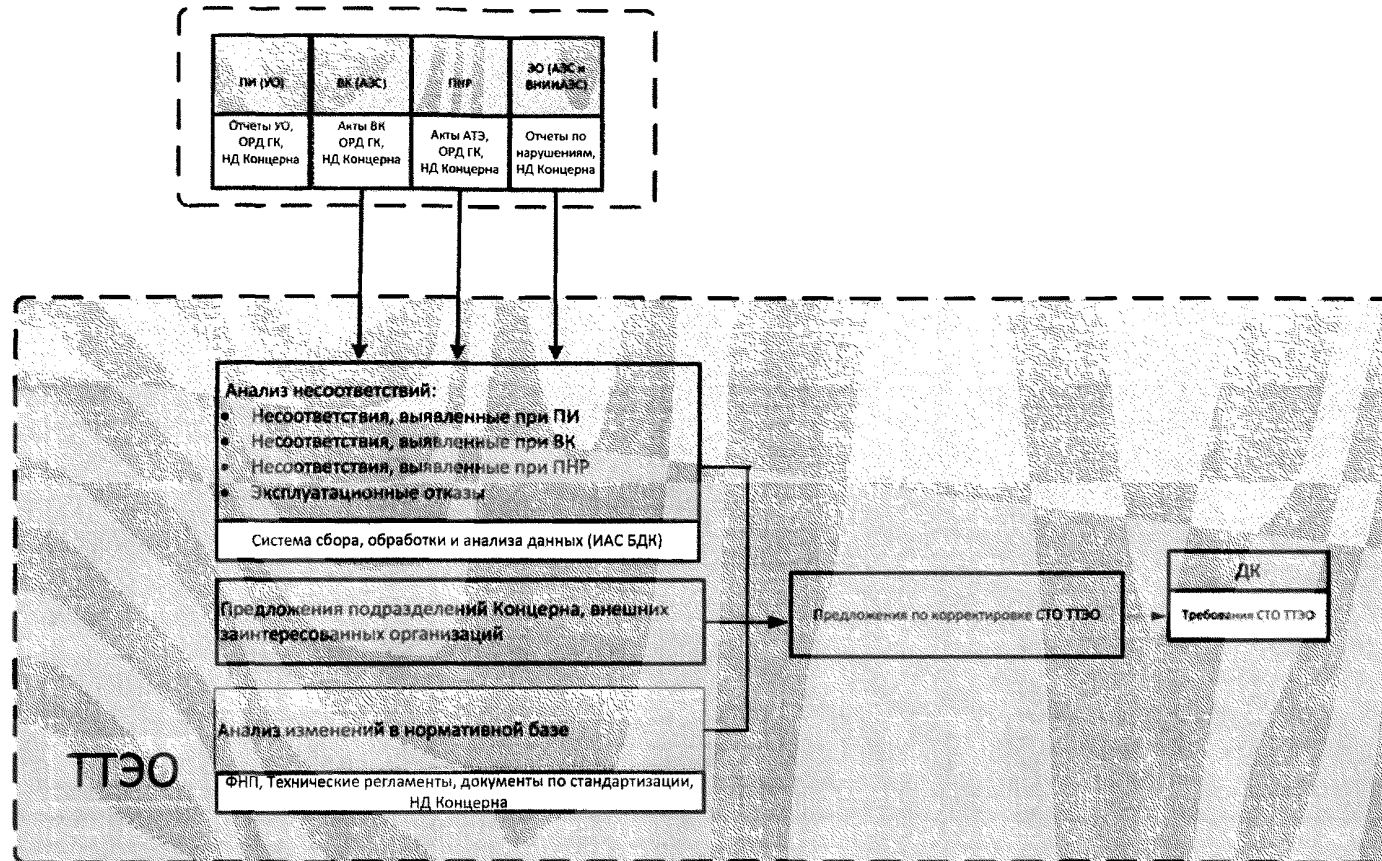 ПИ (УО)
ВК (АЭС)
ПНР
ЭО (АЭС и
ВНИИАЭС)
Отчеты УО,
ОРД ГК,
НД Концерна
Акты ВК
ОРД ГК,
НД Концерна
Акты АТЭ,
ОРД ГК,
НД Концерна
Отчеты по
нарушениям,
НД Концерна
Анализ несоответствий:
• Несоответствия, выявленные при ПИ
• Несоответствия, выявленные при ВК
• Несоответствия, выявленные при ПНР
• Эксплуатационные отказы
Система сбора, обработки и анализа данных (ИАС БДК)
Предложения подразделений Концерна, внешних
заинтересованных организаций
Предложения по корректировке СТО ТТЭО
ДК
Требования СТО ТТЭО
Анализ изменений в нормативной базе
ФНП, Технические регламенты, документы по стандартизации,
НД Концерна
ТТЭО